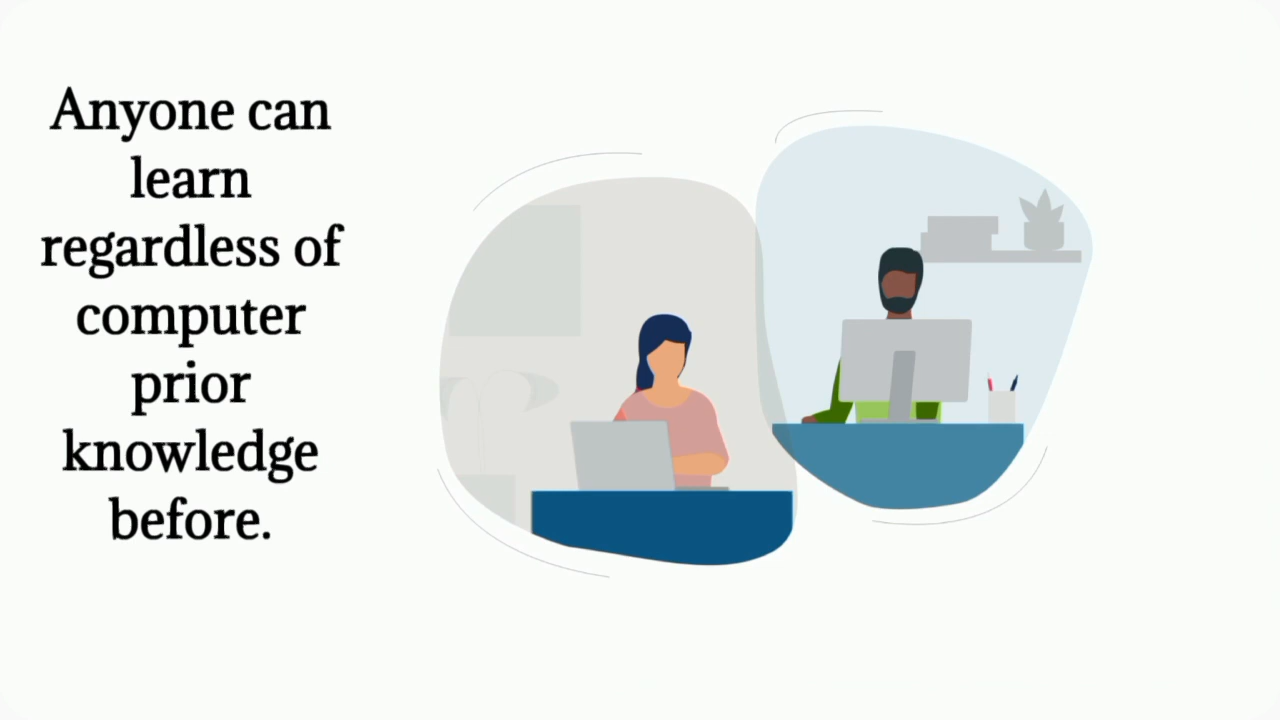 Anyone can
learn
regardless of
computer
prior
knowledge
before.